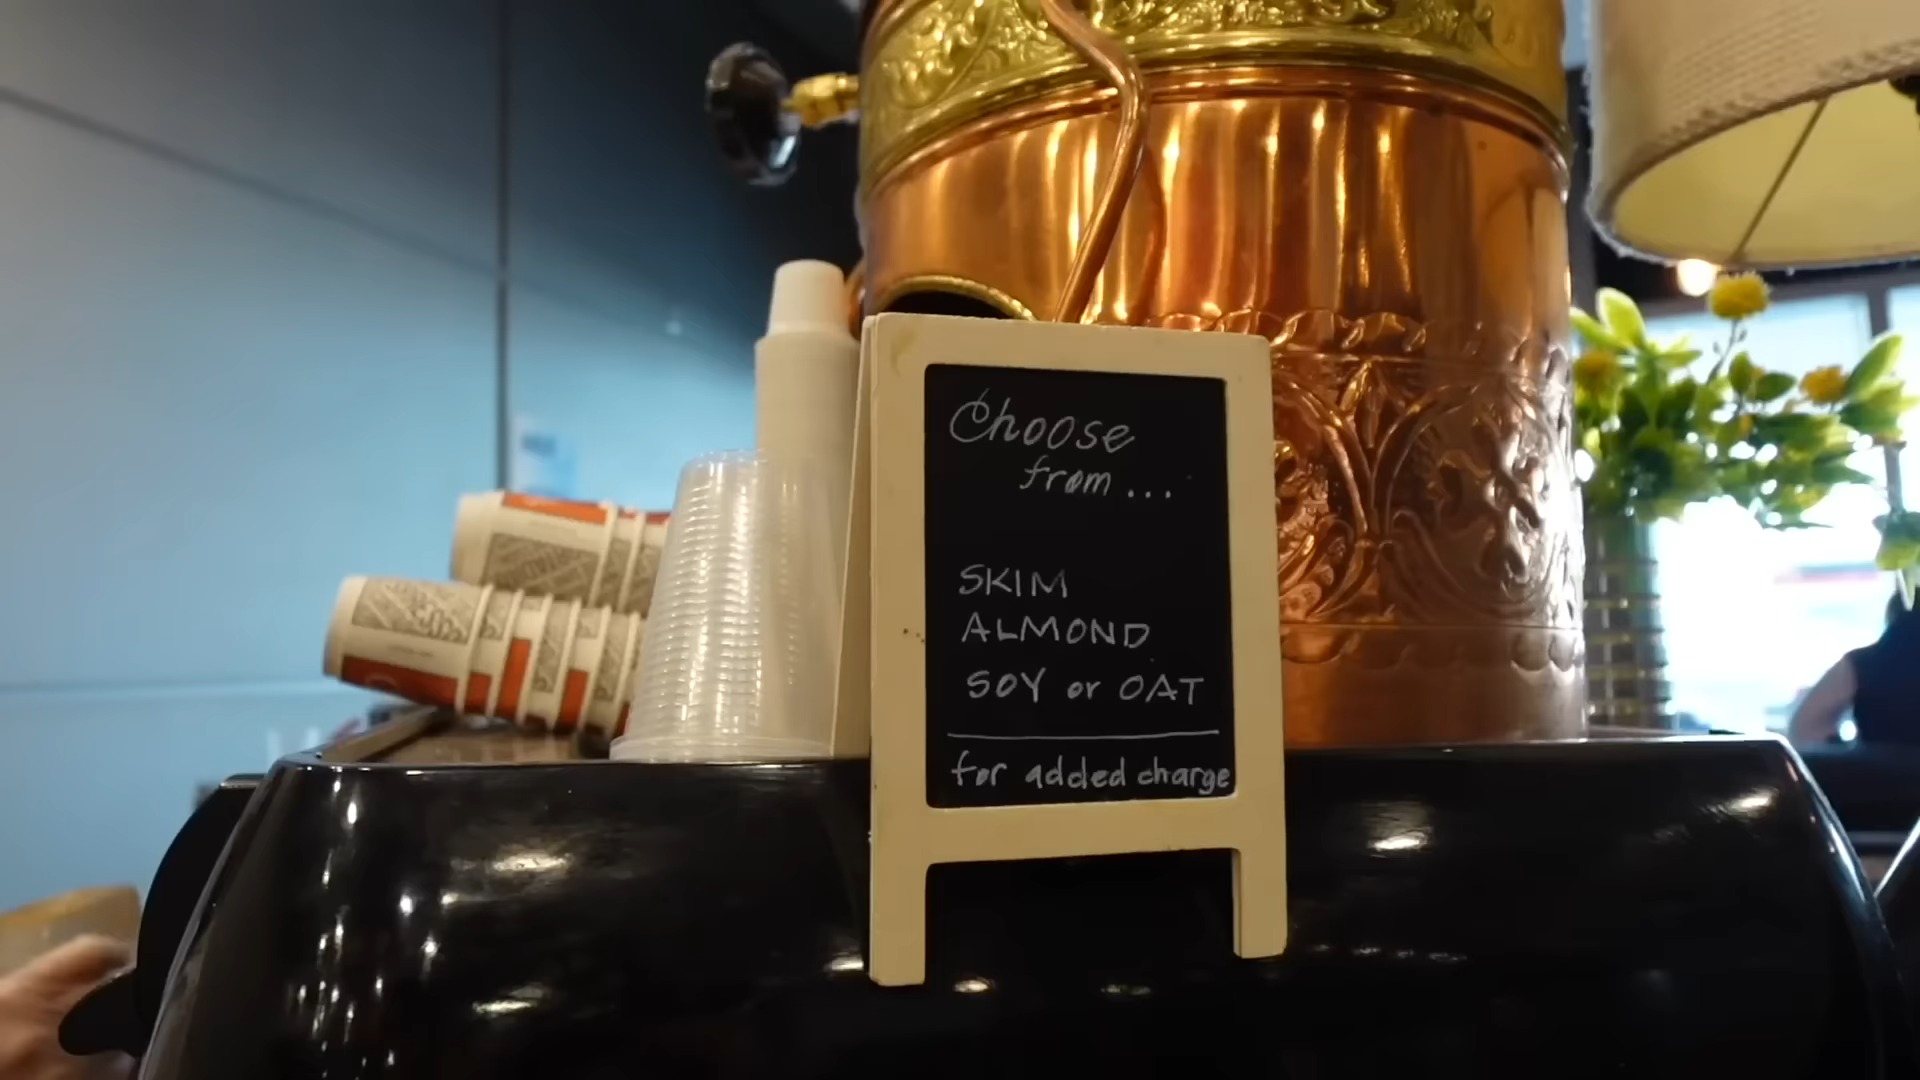 Choose
from...
SKIM
ALMOND
SOY or OAT
for added charge